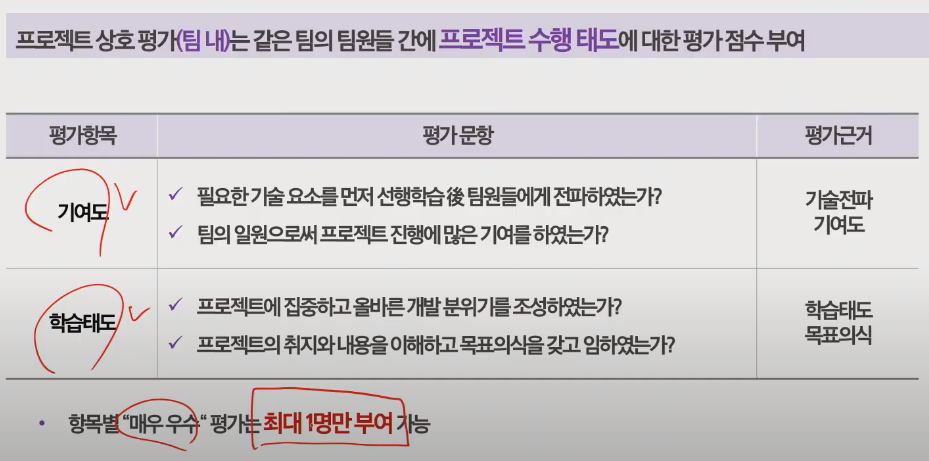 프로젝트 상호 평가(팀 내)는 같은 팀의 팀원들 간에 프로젝트 수행 태도에 대한 평가 점수 부여
평가항목
평가 문항
평가근거
기여도
필요한 기술 요소를 먼저 선행학습 後 팀원들에게 전파하였는가?
팀의 일원으로써 프로젝트 진행에 많은 기여를 하였는가?
기술전파
기여도
학습태도
프로젝트에 집중하고 올바른 개발 분위기를 조성하였는가?
프로젝트의 취지와 내용을 이해하고 목표의식을 갖고 임하였는가?
학습태도
목표의식
• 항목별 “매우 우수“ 평가는 최대 1명만 부여 가능